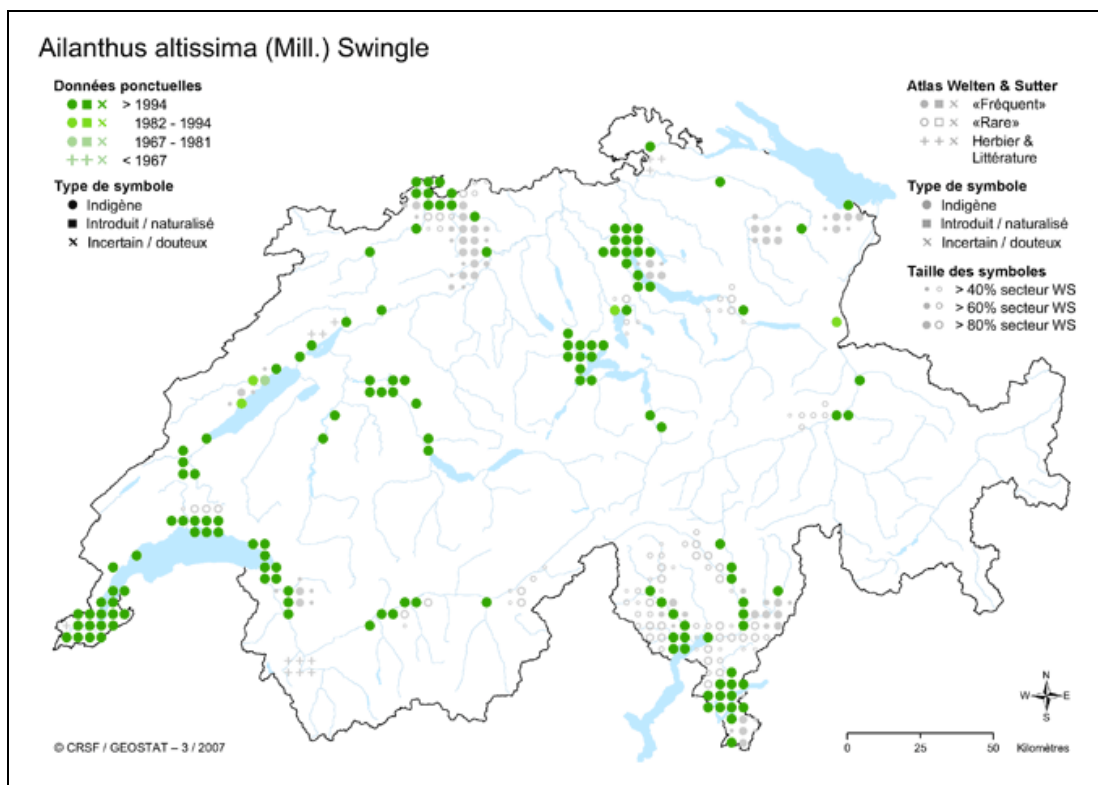 Ailanthus altissima (Mill.) Swingle
Données ponctuelles
> 1994
1982 - 1994
1967 - 1981
< 1967
Type de symbole
Indigène
Introduit / naturalisé
Incertain / douteux
Atlas Welten & Sutter
«Fréquent»
«Rare»
Herbier &
Littérature
Type de symbole
Indigène
Introduit / naturalisé
Incertain / douteux
Taille des symboles
> 40% secteur WS
> 60% secteur WS
> 80% secteur WS
N
W E
S
© CRSF / GEOSTAT – 3 / 2007
0 25 50 Kilomètres